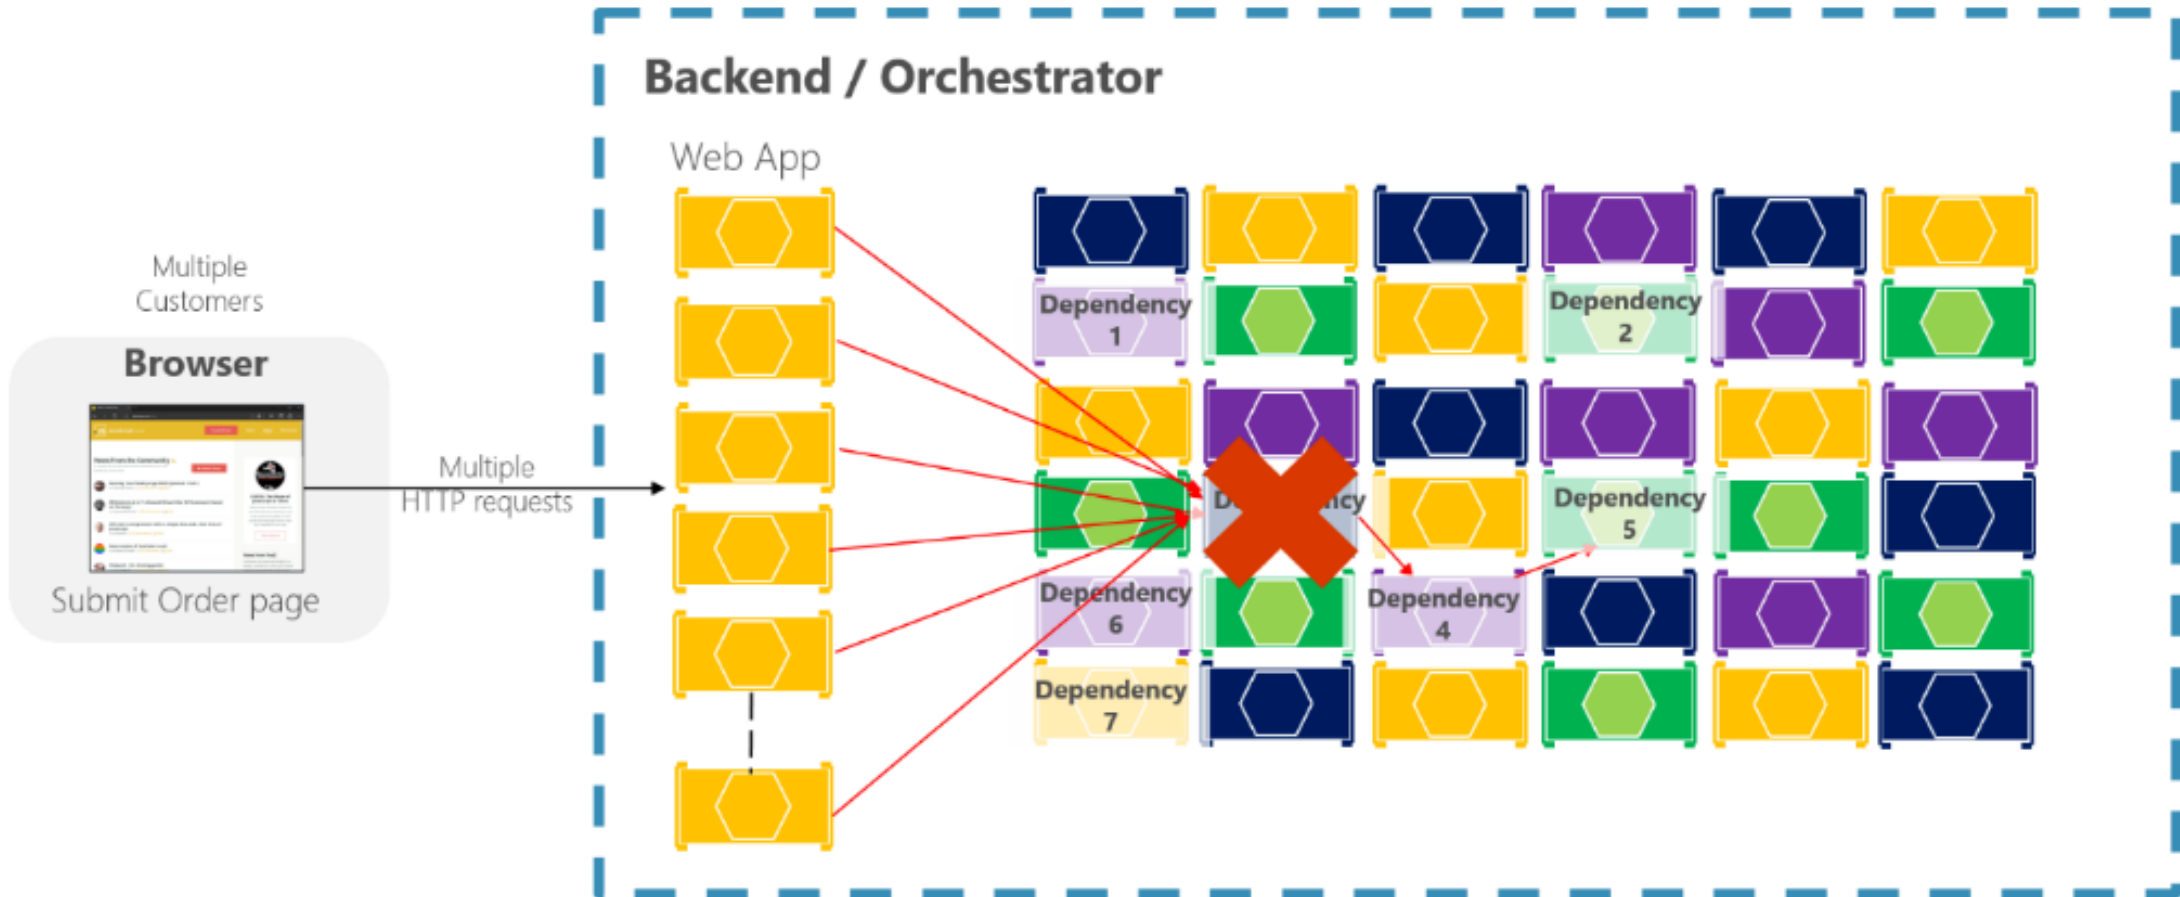 Backend / Orchestrator
Web App
Multiple
Customers
Browser
Submit Order page
Multiple
HTTP requests
Dependency
1
Dependency
2
Dependency
5
Dependency
6
Dependency
4
Dependency
7